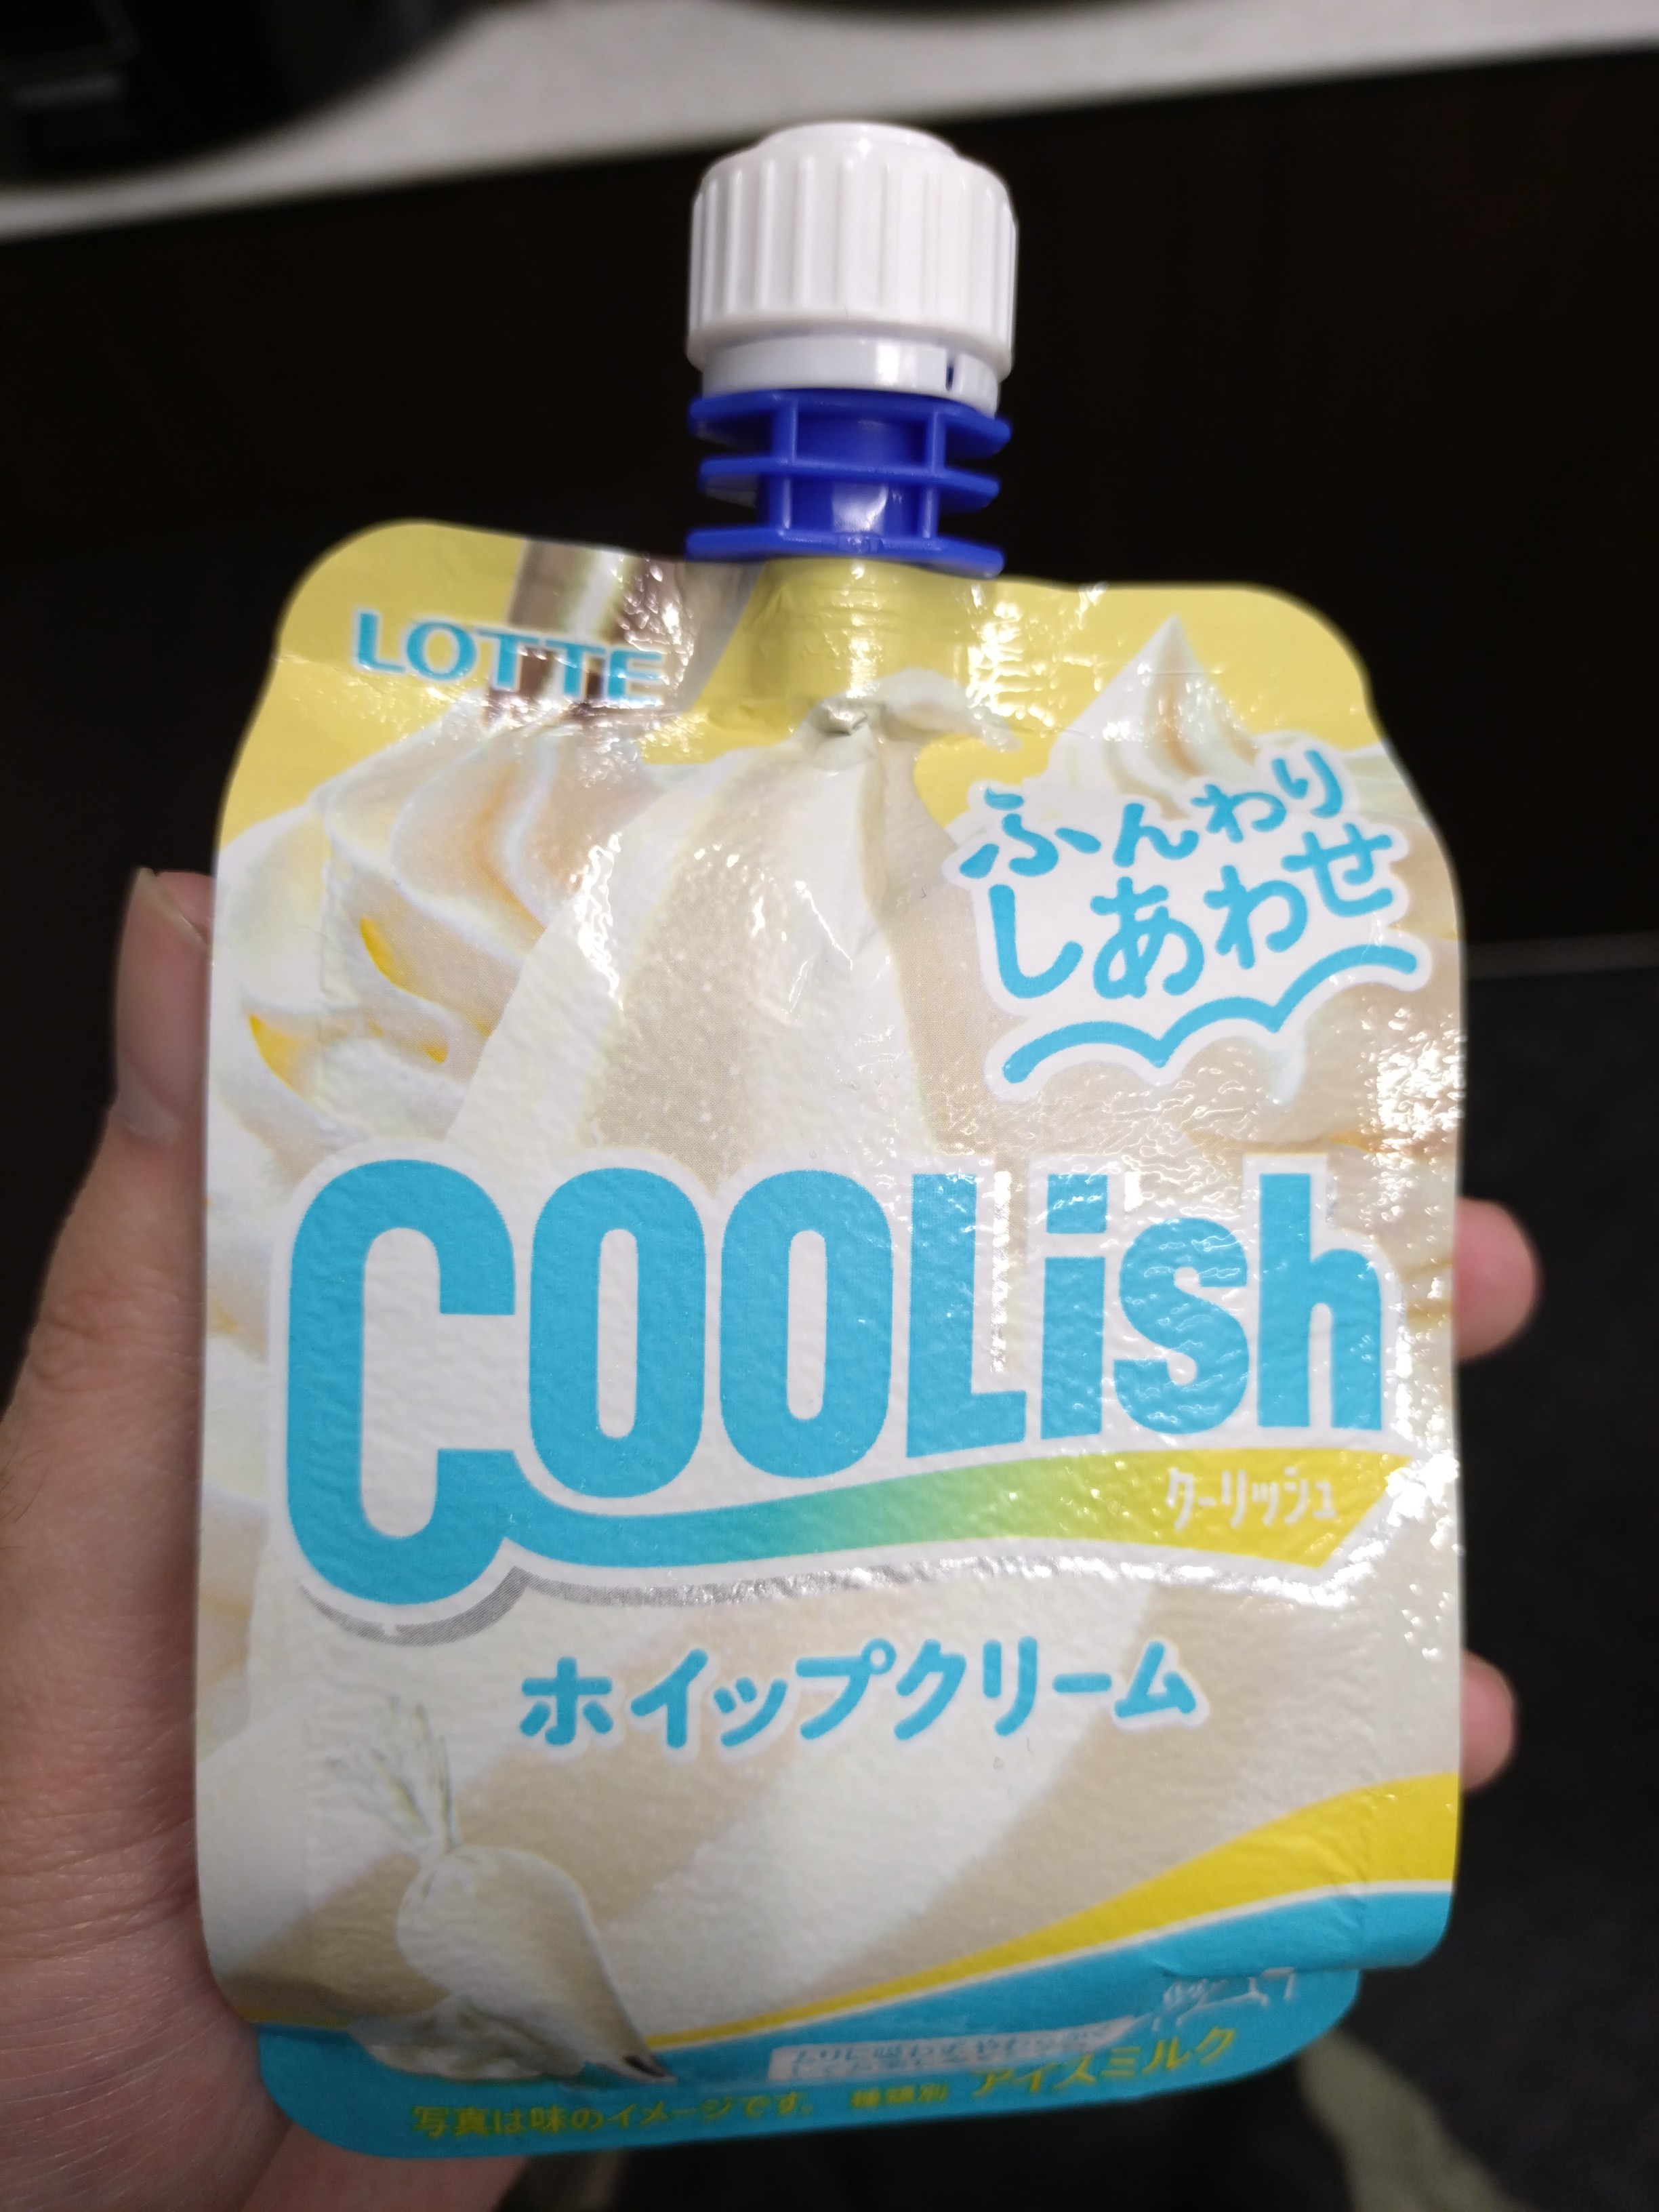 LOTTE
ふんわり
しあわせ
COOLish
クーリッシュ
ホイップクリーム
写真は味のイメージです。 種類別 アイスミルク